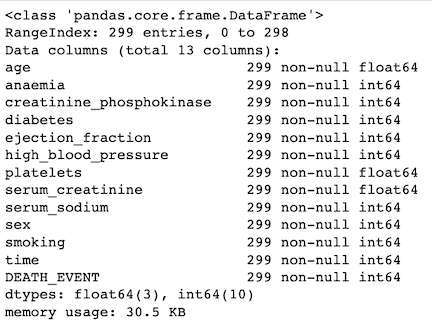 <class 'pandas.core.frame.DataFrame'>
RangeIndex: 299 entries, 0 to 298
Data columns (total 13 columns):
age                         299 non-null float64
anaemia                     299 non-null int64
creatinine_phosphokinase    299 non-null int64
diabetes                    299 non-null int64
ejection_fraction           299 non-null int64
high_blood_pressure         299 non-null int64
platelets                   299 non-null float64
serum_creatinine            299 non-null float64
serum_sodium                299 non-null int64
sex                         299 non-null int64
smoking                     299 non-null int64
time                        299 non-null int64
DEATH_EVENT                 299 non-null int64
dtypes: float64(3), int64(10)
memory usage: 30.5 KB